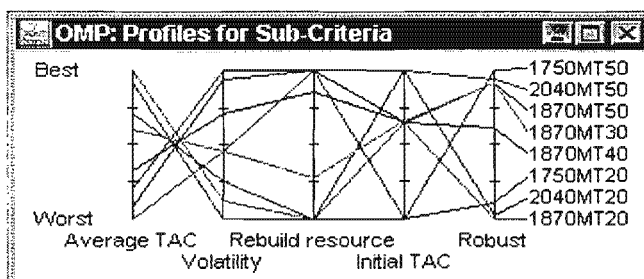 OMP: Profiles for Sub-Criteria
Best
1750MT50
2040MT50
1870MT50
1870MT30
1870MT40
1750MT20
2040MT20
1870MT20
Worst
Average TAC
Rebuild resource
Robust
Volatility
Initial TAC